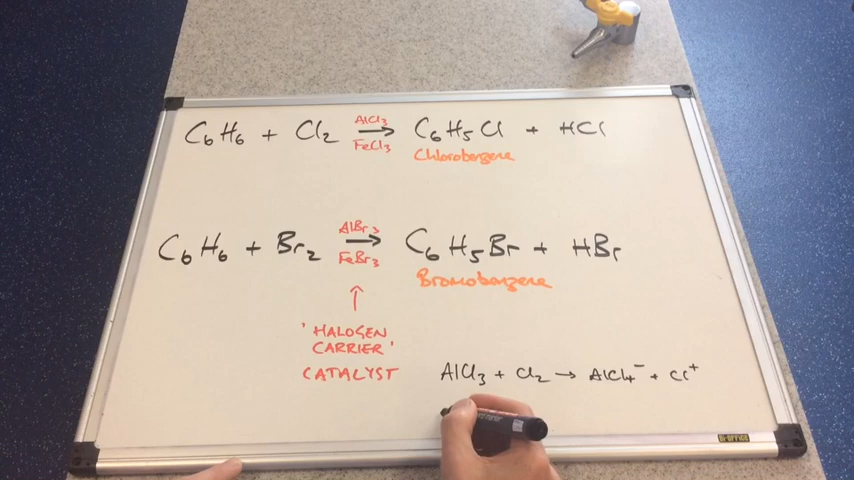 C6H6 + Cl2 AlCl3 → FeCl3 C6H5Cl + HCl
Chlorobenzene
C6H6 + Br2 AlBr3 → FeBr3 C6H5Br + HBr
Bromobenzene
↑
'HALOGEN
CARRIER'
CATALYST
AlCl3 + Cl2 → AlCl4⁻ + Cl⁺